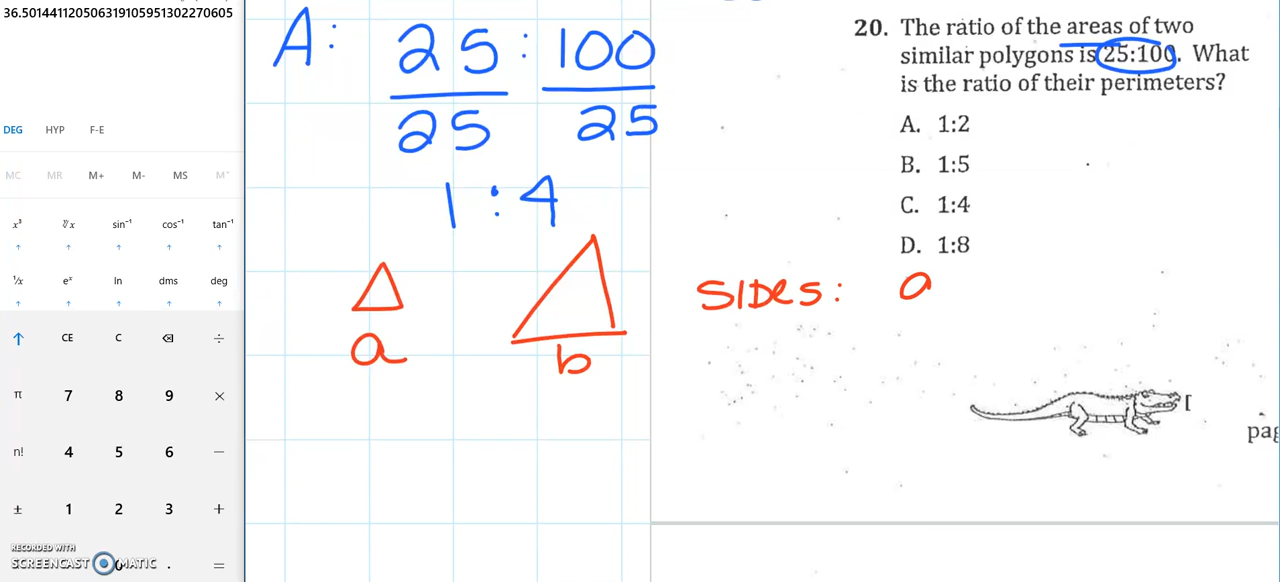 36.501441120506319105951302270605
DEG HYP F-E
MC MR M+ M- MS
x³ sin⁻¹ cos⁻¹ tan⁻¹
¹/x eˣ ln dms deg
↑ CE C ÷
π 7 8 9 ×
n! 4 5 6 −
± 1 2 3 +
. =
RECORDED WITH
SCREENCAST MATIC
A: 25 : 100
25 25
1 : 4
a b
20. The ratio of the areas of two
similar polygons is 25:100. What
is the ratio of their perimeters?
A. 1:2
B. 1:5
C. 1:4
D. 1:8
SIDES: a